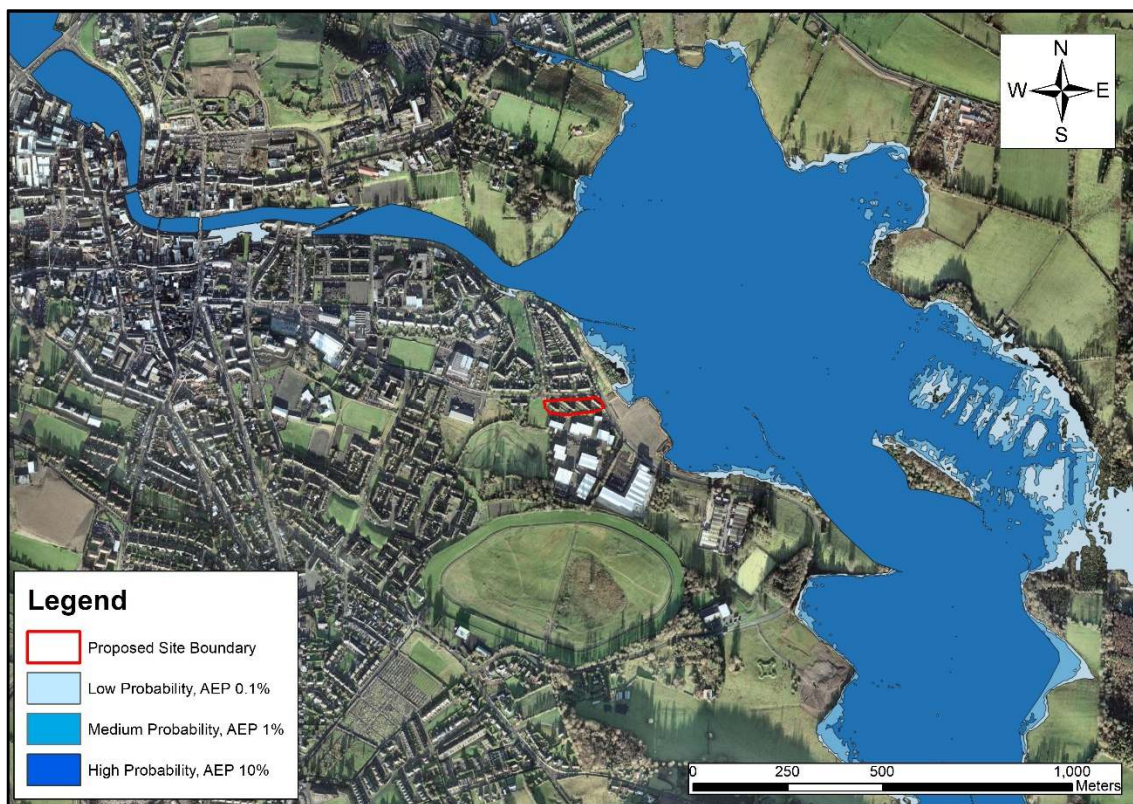 N
W E
S
Legend
Proposed Site Boundary
Low Probability, AEP 0.1%
Medium Probability, AEP 1%
High Probability, AEP 10%
0 250 500 1,000
Meters